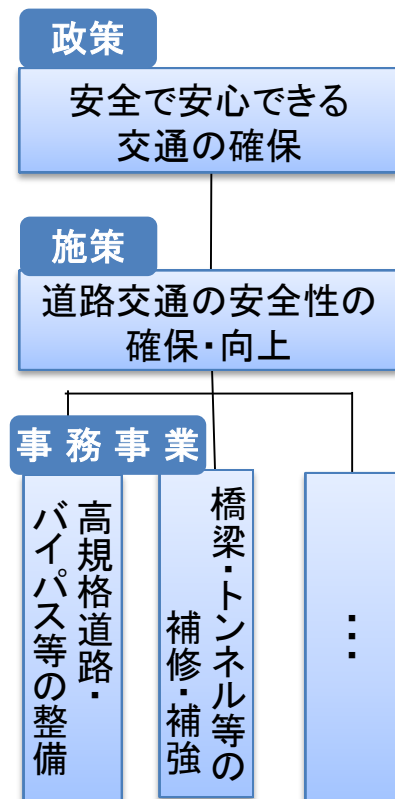 政策
安全で安心できる
交通の確保
施策
道路交通の安全性の
確保・向上
事務事業
高規格道路・
バイパス等の整備
橋梁・トンネル等の
補修・補強
…